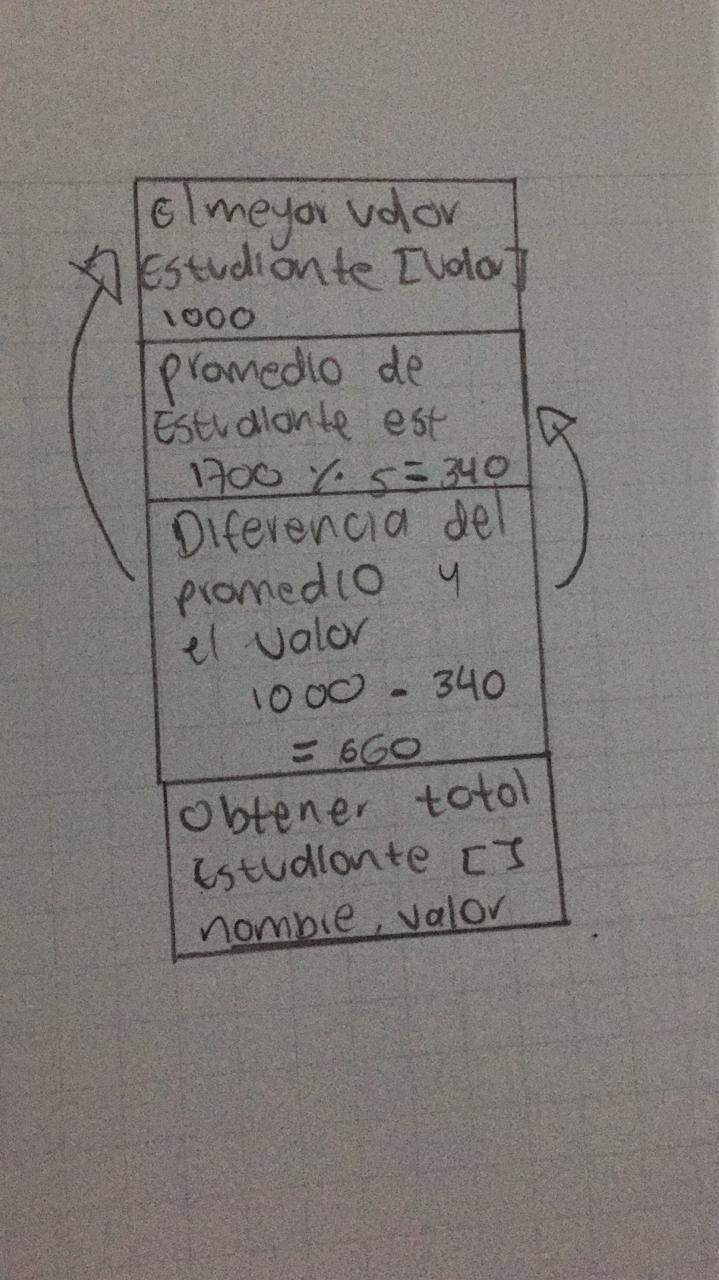 El meyor valor
Estudiante [valor]
1000
promedio de
Estudiante est
1700 % 5 = 340
Diferencia del
promedio y
el valor
1000 - 340
= 660
Obtener total
Estudiante []
nombre, valor